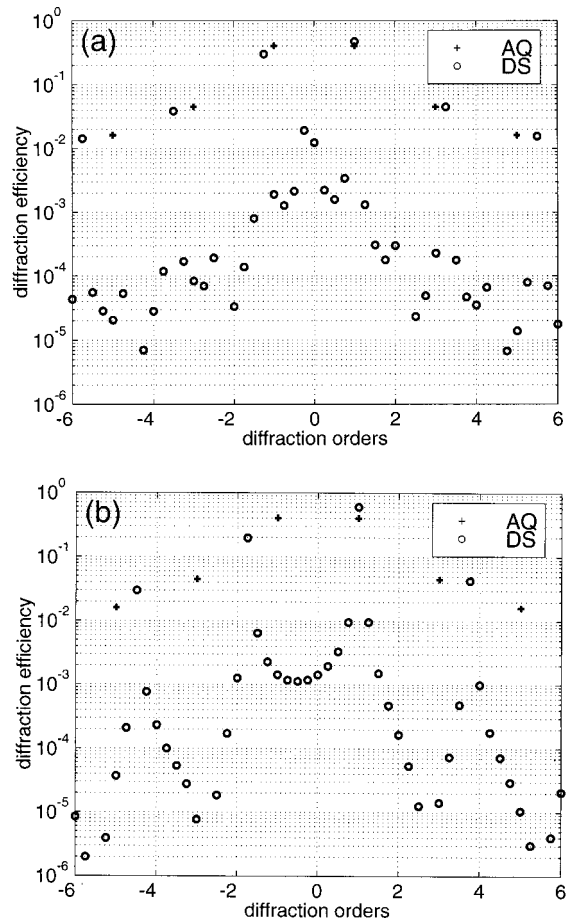 (a)
AQ
DS
diffraction efficiency
10^0
10^-1
10^-2
10^-3
10^-4
10^-5
10^-6
-6 -4 -2 0 2 4 6
diffraction orders
(b)
AQ
DS
diffraction efficiency
10^0
10^-1
10^-2
10^-3
10^-4
10^-5
10^-6
-6 -4 -2 0 2 4 6
diffraction orders